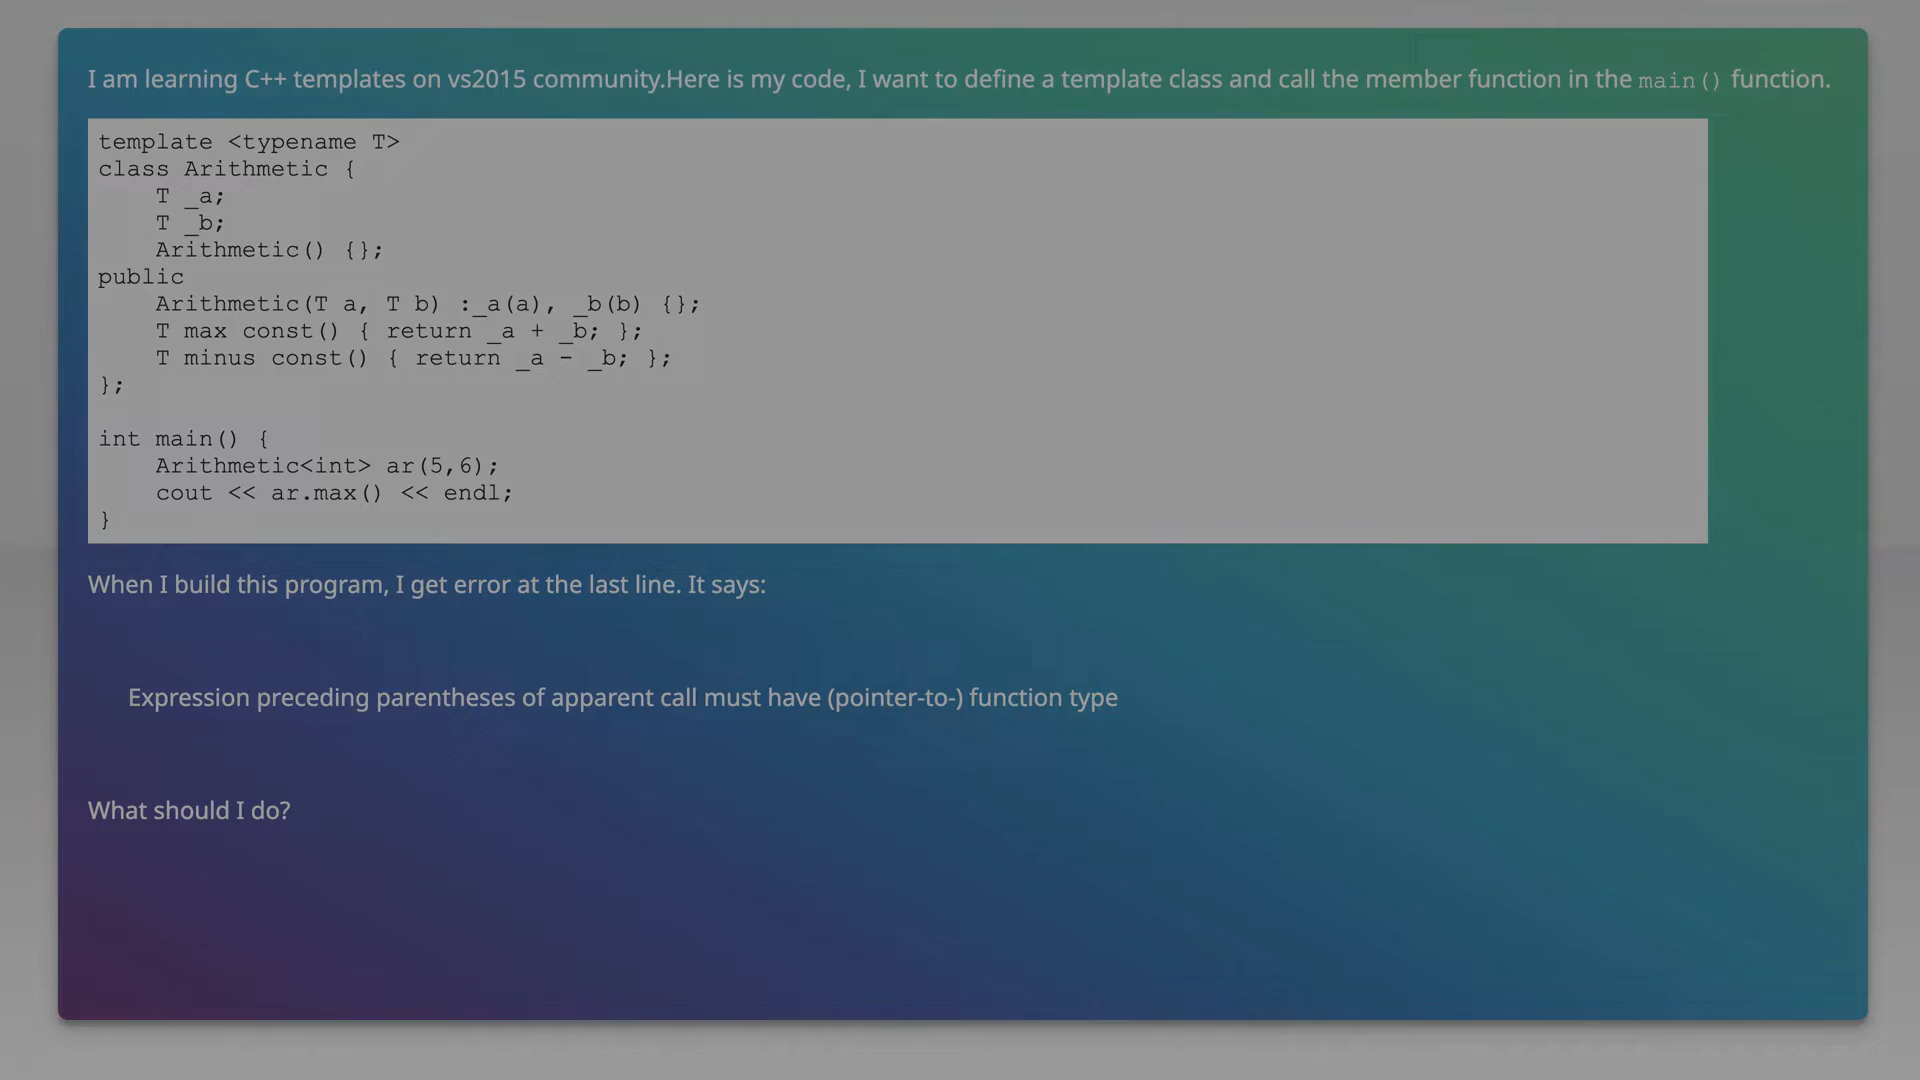 I am learning C++ templates on vs2015 community.Here is my code, I want to define a template class and call the member function in the main() function.
template <typename T>
class Arithmetic {
    T _a;
    T _b;
    Arithmetic() {};
public
    Arithmetic(T a, T b) :_a(a), _b(b) {};
    T max const() { return _a + _b; };
    T minus const() { return _a - _b; };
};

int main() {
    Arithmetic<int> ar(5,6);
    cout << ar.max() << endl;
}
When I build this program, I get error at the last line. It says:
Expression preceding parentheses of apparent call must have (pointer-to-) function type
What should I do?